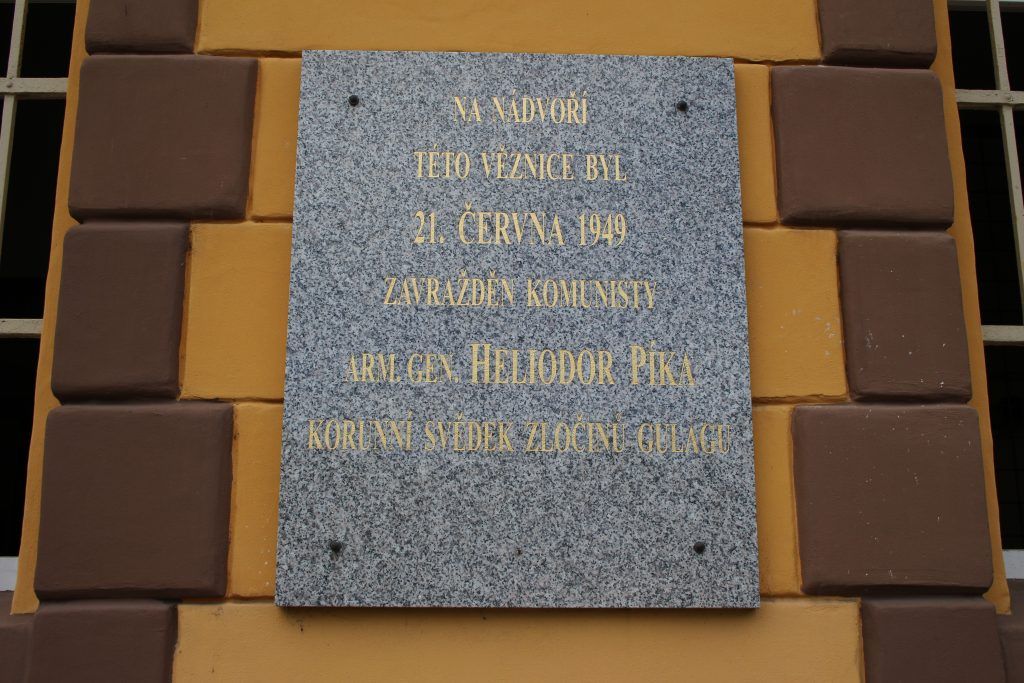 NA NÁDVOŘÍ
TÉTO VĚZNICE BYL
21. ČERVNA 1949
ZAVRAŽDĚN KOMUNISTY
ARM. GEN. HELIODOR PÍKA
KORUNNÍ SVĚDEK ZLOČINŮ GULAGU